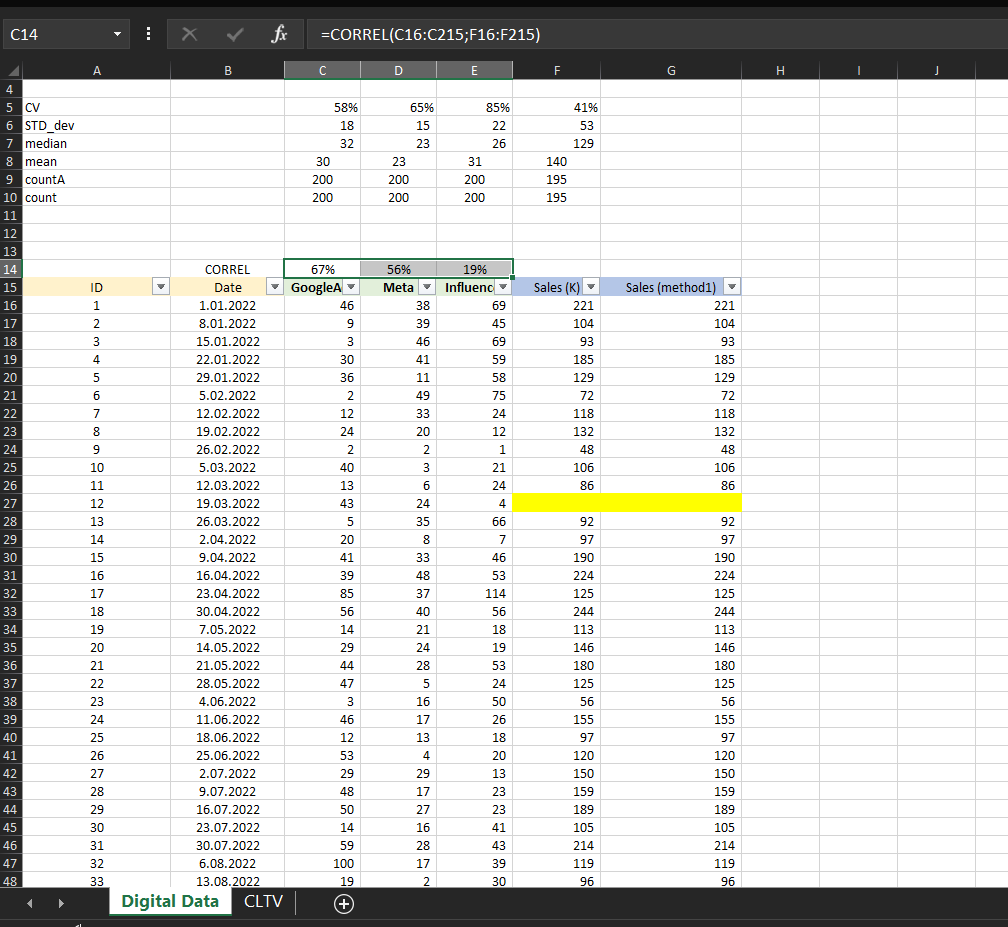 C14 fx =CORREL(C16:C215;F16:F215)
A B C D E F G H I J
4
5 CV 58% 65% 85% 41%
6 STD_dev 18 15 22 53
7 median 32 23 26 129
8 mean 30 23 31 140
9 countA 200 200 200 195
10 count 200 200 200 195
11
12
13
14 CORREL 67% 56% 19%
15 ID Date GoogleA Meta Influenc Sales (K) Sales (method1)
16 1 1.01.2022 46 38 69 221 221
17 2 8.01.2022 9 39 45 104 104
18 3 15.01.2022 3 46 69 93 93
19 4 22.01.2022 30 41 59 185 185
20 5 29.01.2022 36 11 58 129 129
21 6 5.02.2022 2 49 75 72 72
22 7 12.02.2022 12 33 24 118 118
23 8 19.02.2022 24 20 12 132 132
24 9 26.02.2022 2 2 1 48 48
25 10 5.03.2022 40 3 21 106 106
26 11 12.03.2022 13 6 24 86 86
27 12 19.03.2022 43 24 4
28 13 26.03.2022 5 35 66 92 92
29 14 2.04.2022 20 8 7 97 97
30 15 9.04.2022 41 33 46 190 190
31 16 16.04.2022 39 48 53 224 224
32 17 23.04.2022 85 37 114 125 125
33 18 30.04.2022 56 40 56 244 244
34 19 7.05.2022 14 21 18 113 113
35 20 14.05.2022 29 24 19 146 146
36 21 21.05.2022 44 28 53 180 180
37 22 28.05.2022 47 5 24 125 125
38 23 4.06.2022 3 16 50 56 56
39 24 11.06.2022 46 17 26 155 155
40 25 18.06.2022 12 13 18 97 97
41 26 25.06.2022 53 4 20 120 120
42 27 2.07.2022 29 29 13 150 150
43 28 9.07.2022 48 17 23 159 159
44 29 16.07.2022 50 27 23 189 189
45 30 23.07.2022 14 16 41 105 105
46 31 30.07.2022 59 28 43 214 214
47 32 6.08.2022 100 17 39 119 119
48 33 13.08.2022 19 2 30 96 96
Digital Data CLTV